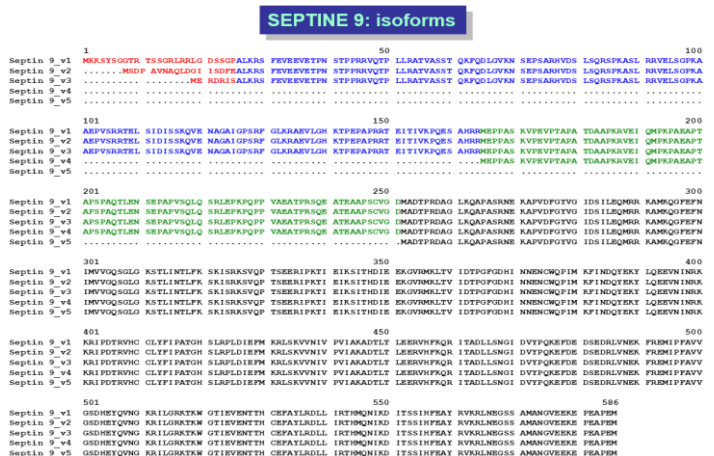 SEPTINE 9: isoforms
1 50 100
Septin 9_v1 MKKSYSGGTR TSSGRLRRLG DSSGPALKRS FEVEEVETPN STPPRRVQTP LLRATVASST QKFQDLGVKN SEPSARHVDS LSQRSPKASL RRVELSGPKA
Septin 9_v2 .......MSDP AVNAQLDGI ISDFEALKRS FEVEEVETPN STPPRRVQTP LLRATVASST QKFQDLGVKN SEPSARHVDS LSQRSPKASL RRVELSGPKA
Septin 9_v3 .......... ........ME RDRISALKRS FEVEEVETPN STPPRRVQTP LLRATVASST QKFQDLGVKN SEPSARHVDS LSQRSPKASL RRVELSGPKA
Septin 9_v4 .......... .......... .......... .......... .......... .......... .......... .......... .......... ..........
Septin 9_v5 .......... .......... .......... .......... .......... .......... .......... .......... .......... ..........
101 150 200
Septin 9_v1 AEPVSRRTEL SIDISSKQVE NAGAIGPSRF GLKRAEVLGH KTPEPAPRRT EITIVKPQES AHRRMEPPAS KVPEVPTAPA TDAAPKRVEI QMPKPAEAPT
Septin 9_v2 AEPVSRRTEL SIDISSKQVE NAGAIGPSRF GLKRAEVLGH KTPEPAPRRT EITIVKPQES AHRRMEPPAS KVPEVPTAPA TDAAPKRVEI QMPKPAEAPT
Septin 9_v3 AEPVSRRTEL SIDISSKQVE NAGAIGPSRF GLKRAEVLGH KTPEPAPRRT EITIVKPQES AHRRMEPPAS KVPEVPTAPA TDAAPKRVEI QMPKPAEAPT
Septin 9_v4 .......... .......... .......... .......... .......... .......... ....MEPPAS KVPEVPTAPA TDAAPKRVEI QMPKPAEAPT
Septin 9_v5 .......... .......... .......... .......... .......... .......... .......... .......... .......... ..........
201 250 300
Septin 9_v1 APSPAQTLEN SEPAPVSQLQ SRLEPKPQPP VAEATPRSQE ATEAAPSCVG DMADTPRDAG LKQAPASRNE KAPVDFGYVG IDSILEQMRR KAMKQGFEFN
Septin 9_v2 APSPAQTLEN SEPAPVSQLQ SRLEPKPQPP VAEATPRSQE ATEAAPSCVG DMADTPRDAG LKQAPASRNE KAPVDFGYVG IDSILEQMRR KAMKQGFEFN
Septin 9_v3 APSPAQTLEN SEPAPVSQLQ SRLEPKPQPP VAEATPRSQE ATEAAPSCVG DMADTPRDAG LKQAPASRNE KAPVDFGYVG IDSILEQMRR KAMKQGFEFN
Septin 9_v4 APSPAQTLEN SEPAPVSQLQ SRLEPKPQPP VAEATPRSQE ATEAAPSCVG DMADTPRDAG LKQAPASRNE KAPVDFGYVG IDSILEQMRR KAMKQGFEFN
Septin 9_v5 .......... .......... .......... .......... .......... .MADTPRDAG LKQAPASRNE KAPVDFGYVG IDSILEQMRR KAMKQGFEFN
301 350 400
Septin 9_v1 IMVVGQSGLG KSTLINTLFK SKISRKSVQP TSEERIPKTI EIKSITHDIE EKGVRMKLTV IDTPGFGDHI NNENCWQPIM KFINDQYEKY LQEEVNINRK
Septin 9_v2 IMVVGQSGLG KSTLINTLFK SKISRKSVQP TSEERIPKTI EIKSITHDIE EKGVRMKLTV IDTPGFGDHI NNENCWQPIM KFINDQYEKY LQEEVNINRK
Septin 9_v3 IMVVGQSGLG KSTLINTLFK SKISRKSVQP TSEERIPKTI EIKSITHDIE EKGVRMKLTV IDTPGFGDHI NNENCWQPIM KFINDQYEKY LQEEVNINRK
Septin 9_v4 IMVVGQSGLG KSTLINTLFK SKISRKSVQP TSEERIPKTI EIKSITHDIE EKGVRMKLTV IDTPGFGDHI NNENCWQPIM KFINDQYEKY LQEEVNINRK
Septin 9_v5 IMVVGQSGLG KSTLINTLFK SKISRKSVQP TSEERIPKTI EIKSITHDIE EKGVRMKLTV IDTPGFGDHI NNENCWQPIM KFINDQYEKY LQEEVNINRK
401 450 500
Septin 9_v1 KRIPDTRVHC CLYFIPATGH SLRPLDIEFM KRLSKVVNIV PVIAKADTLT LEERVHFKQR ITADLLSNGI DVYPQKEFDE DSEDRLVNEK FREMIPFAVV
Septin 9_v2 KRIPDTRVHC CLYFIPATGH SLRPLDIEFM KRLSKVVNIV PVIAKADTLT LEERVHFKQR ITADLLSNGI DVYPQKEFDE DSEDRLVNEK FREMIPFAVV
Septin 9_v3 KRIPDTRVHC CLYFIPATGH SLRPLDIEFM KRLSKVVNIV PVIAKADTLT LEERVHFKQR ITADLLSNGI DVYPQKEFDE DSEDRLVNEK FREMIPFAVV
Septin 9_v4 KRIPDTRVHC CLYFIPATGH SLRPLDIEFM KRLSKVVNIV PVIAKADTLT LEERVHFKQR ITADLLSNGI DVYPQKEFDE DSEDRLVNEK FREMIPFAVV
Septin 9_v5 KRIPDTRVHC CLYFIPATGH SLRPLDIEFM KRLSKVVNIV PVIAKADTLT LEERVHFKQR ITADLLSNGI DVYPQKEFDE DSEDRLVNEK FREMIPFAVV
501 550 586
Septin 9_v1 GSDHEYQVNG KRILGRKTKW GTIEVENTTH CEFAYLRDLL IRTHMQNIKD ITSSIHFEAY RVKRLNEGSS AMANGVEEKE PEAPEM
Septin 9_v2 GSDHEYQVNG KRILGRKTKW GTIEVENTTH CEFAYLRDLL IRTHMQNIKD ITSSIHFEAY RVKRLNEGSS AMANGVEEKE PEAPEM
Septin 9_v3 GSDHEYQVNG KRILGRKTKW GTIEVENTTH CEFAYLRDLL IRTHMQNIKD ITSSIHFEAY RVKRLNEGSS AMANGVEEKE PEAPEM
Septin 9_v4 GSDHEYQVNG KRILGRKTKW GTIEVENTTH CEFAYLRDLL IRTHMQNIKD ITSSIHFEAY RVKRLNEGSS AMANGVEEKE PEAPEM
Septin 9_v5 GSDHEYQVNG KRILGRKTKW GTIEVENTTH CEFAYLRDLL IRTHMQNIKD ITSSIHFEAY RVKRLNEGSS AMANGVEEKE PEAPEM